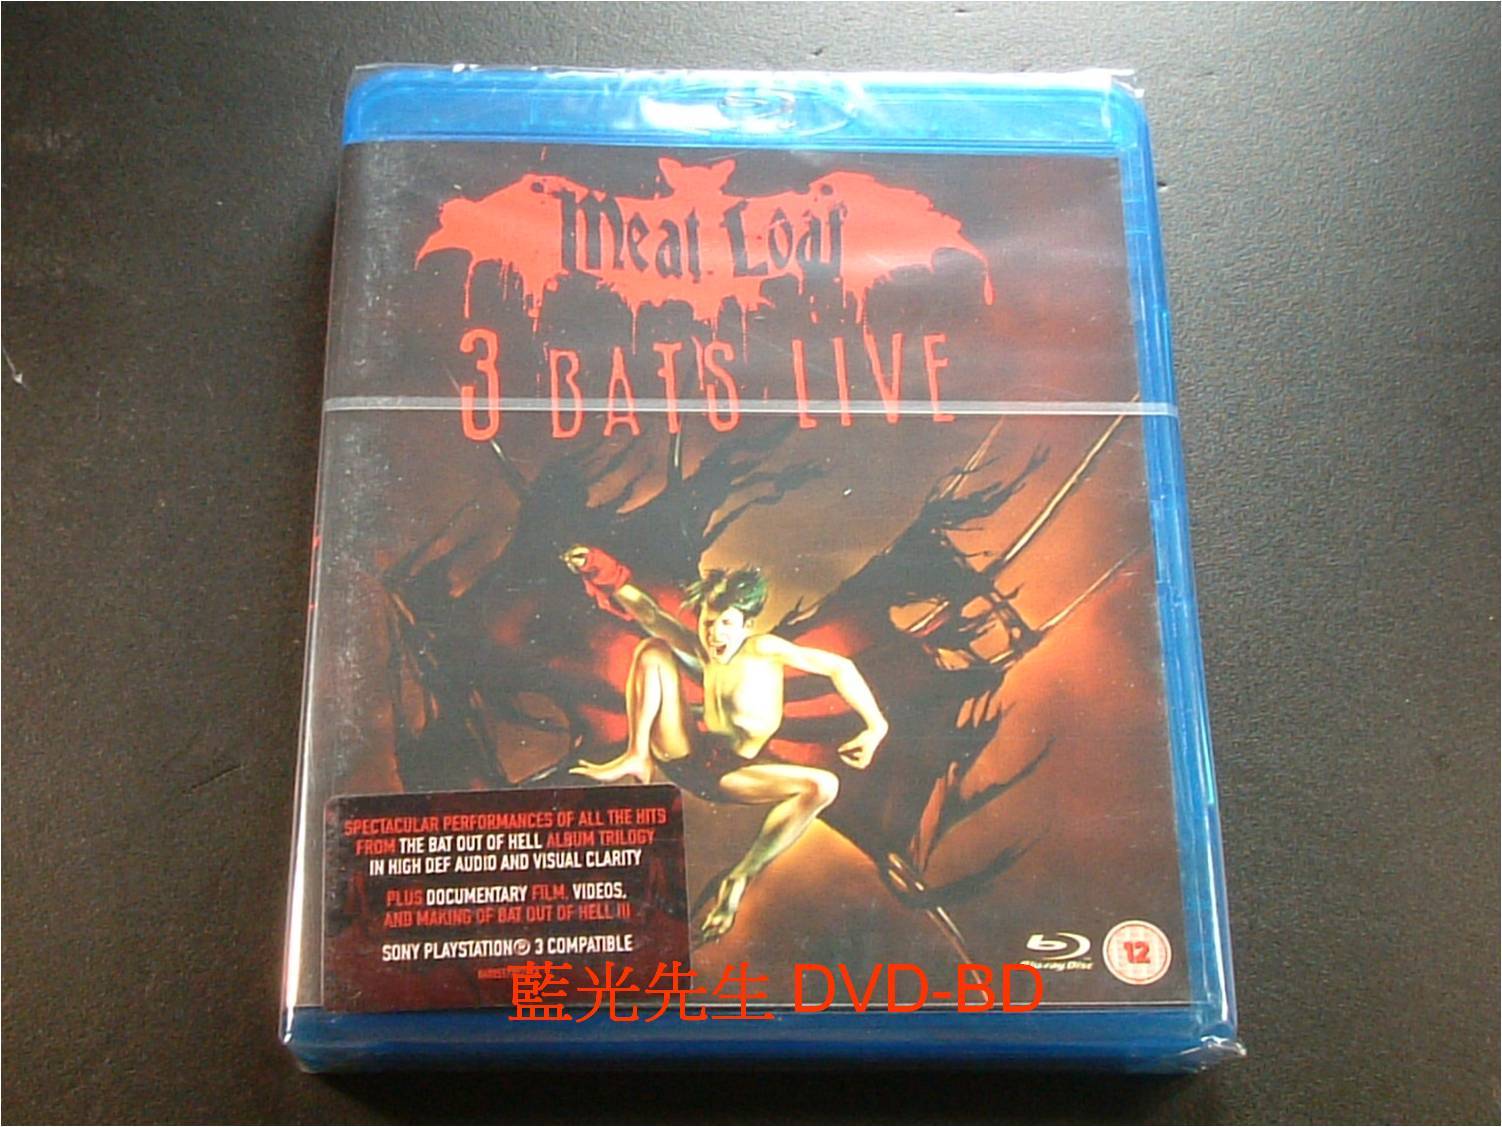 Meat Loaf
3 BATS LIVE
SPECTACULAR PERFORMANCES OF ALL THE HITS
FROM THE BAT OUT OF HELL ALBUM TRILOGY
IN HIGH DEF AUDIO AND VISUAL CLARITY
PLUS DOCUMENTARY FILM, VIDEOS,
AND MAKING OF BAT OUT OF HELL III
SONY PLAYSTATION® 3 COMPATIBLE
Blu-ray Disc
12
藍光先生 DVD-BD